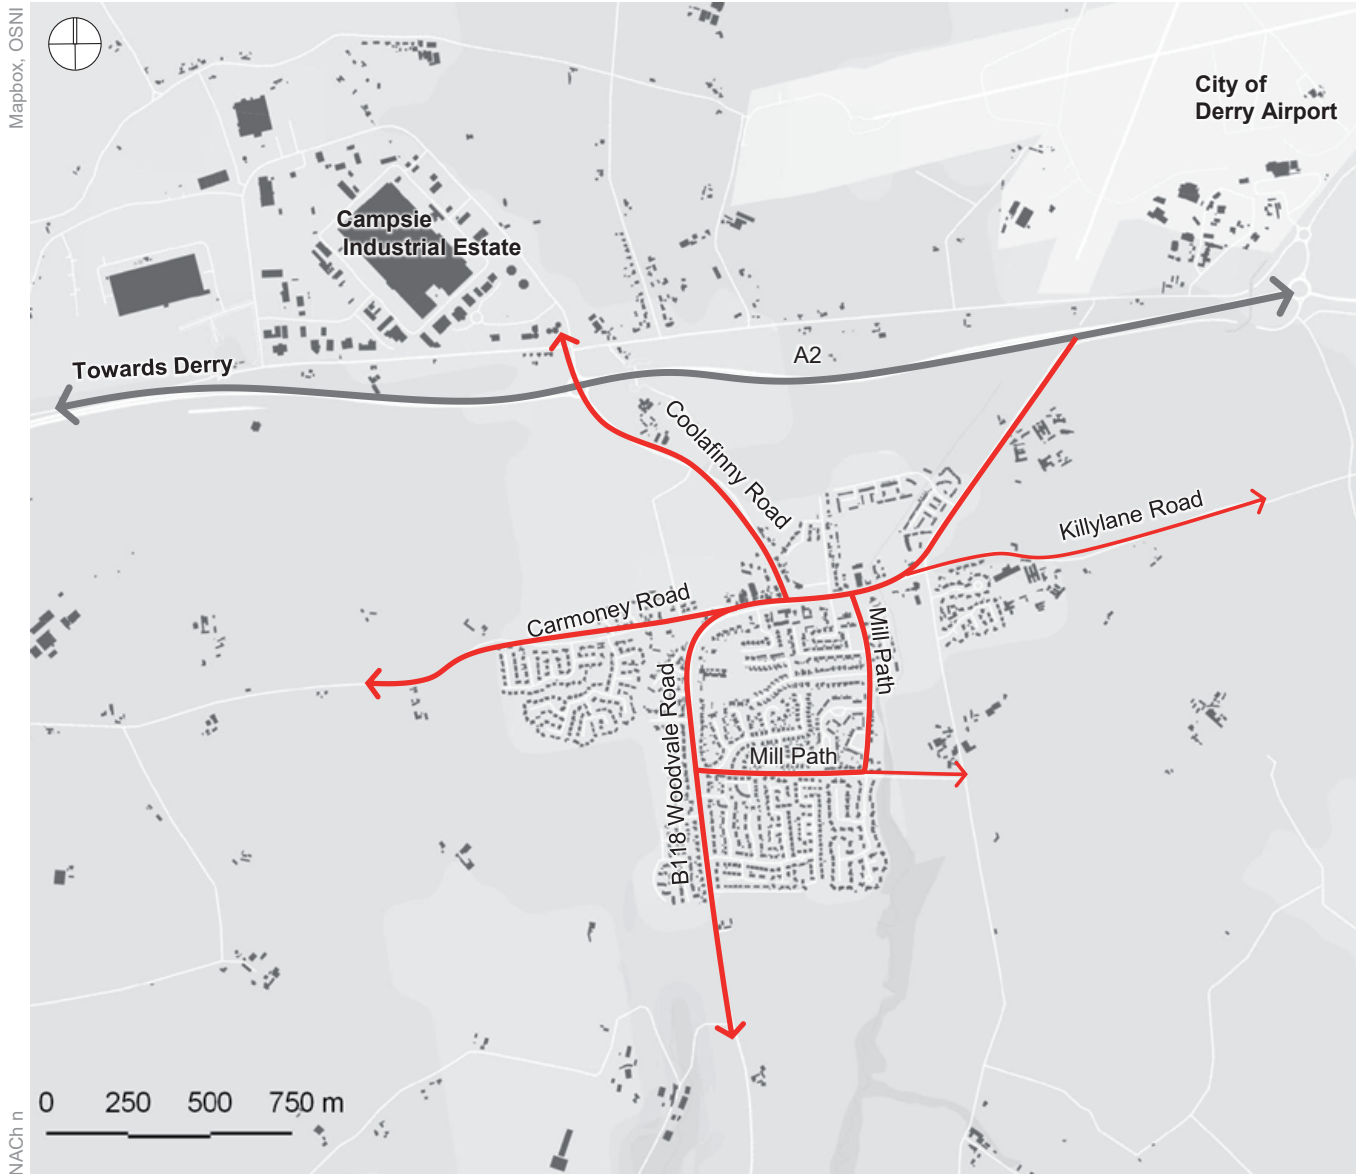 Mapbox, OSNI
City of
Derry Airport
Campsie
Industrial Estate
Towards Derry
A2
Coolafinny Road
Killylane Road
Carmoney Road
Mill Path
B118 Woodvale Road
Mill Path
0 250 500 750 m
NACh n